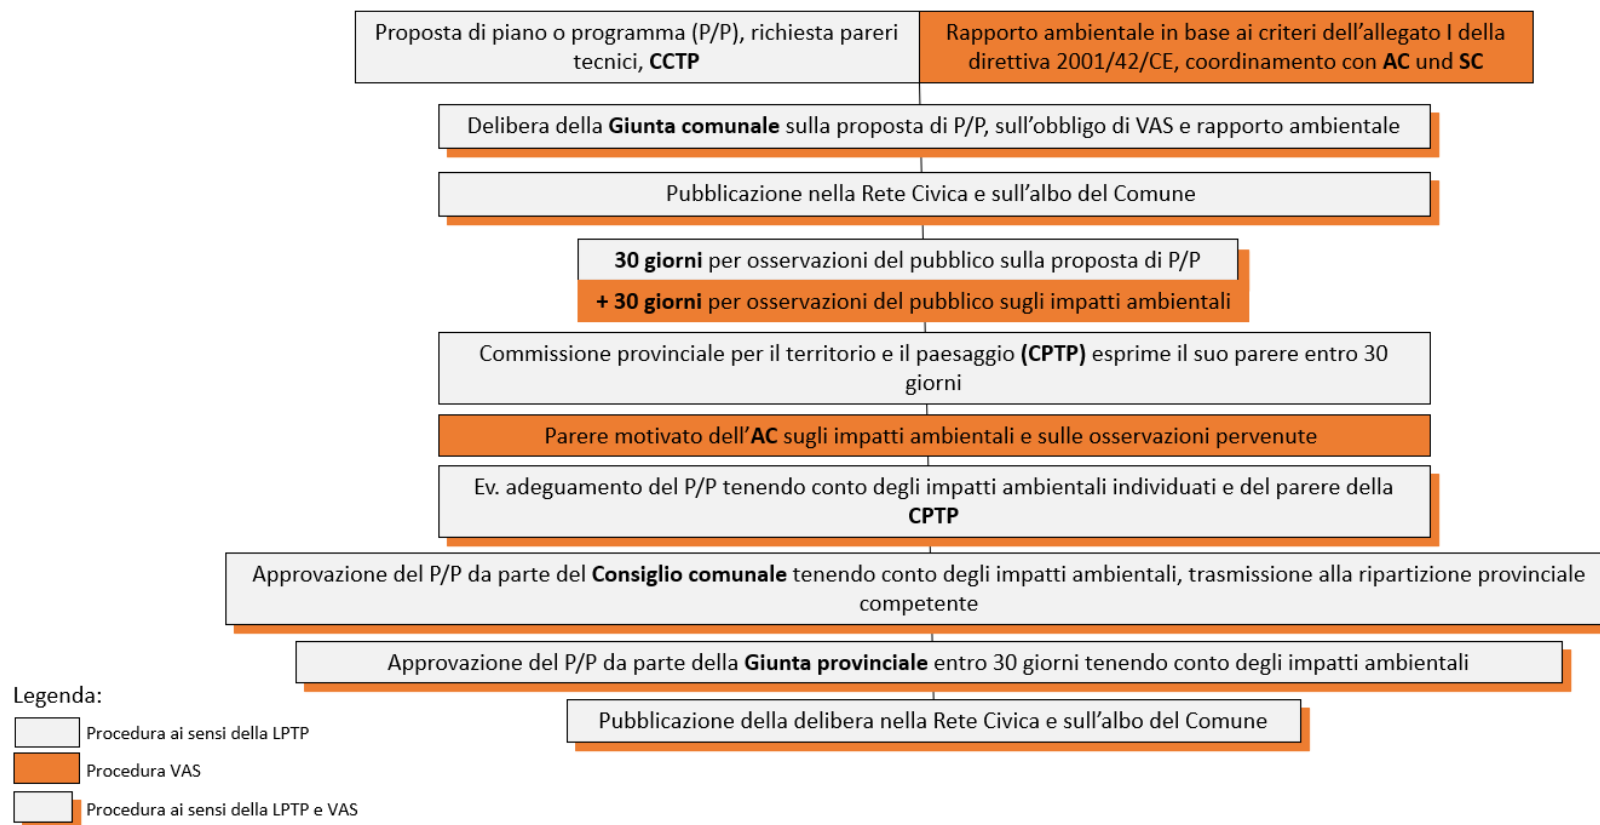 Proposta di piano o programma (P/P), richiesta pareri
tecnici, CCTP
Rapporto ambientale in base ai criteri dell’allegato I della
direttiva 2001/42/CE, coordinamento con AC und SC
Delibera della Giunta comunale sulla proposta di P/P, sull’obbligo di VAS e rapporto ambientale
Pubblicazione nella Rete Civica e sull’albo del Comune
30 giorni per osservazioni del pubblico sulla proposta di P/P
+ 30 giorni per osservazioni del pubblico sugli impatti ambientali
Commissione provinciale per il territorio e il paesaggio (CPTP) esprime il suo parere entro 30
giorni
Parere motivato dell’AC sugli impatti ambientali e sulle osservazioni pervenute
Ev. adeguamento del P/P tenendo conto degli impatti ambientali individuati e del parere della
CPTP
Approvazione del P/P da parte del Consiglio comunale tenendo conto degli impatti ambientali, trasmissione alla ripartizione provinciale
competente
Approvazione del P/P da parte della Giunta provinciale entro 30 giorni tenendo conto degli impatti ambientali
Pubblicazione della delibera nella Rete Civica e sull’albo del Comune
Legenda:
Procedura ai sensi della LPTP
Procedura VAS
Procedura ai sensi della LPTP e VAS